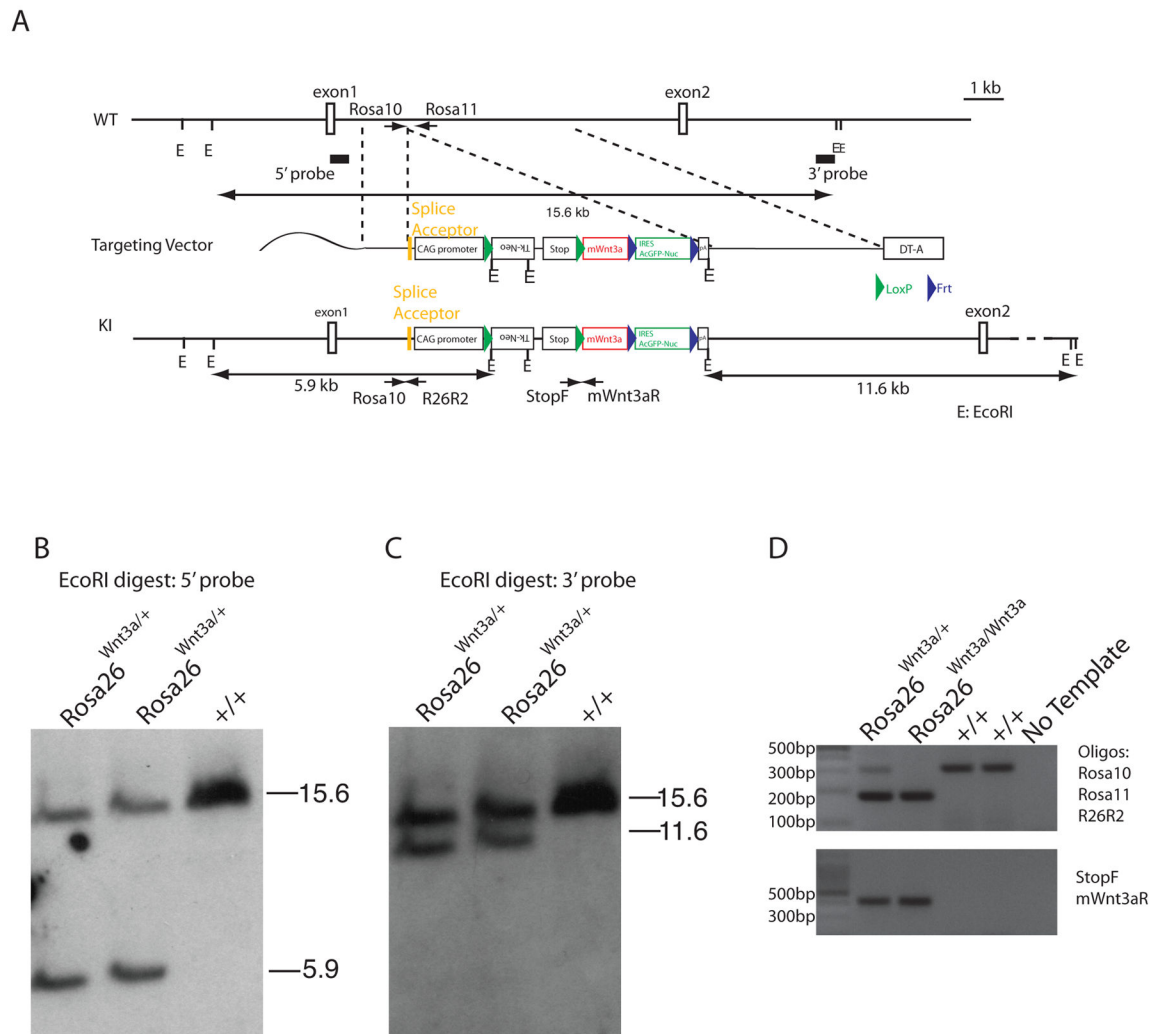 A
exon1
exon2
1 kb
Rosa10
Rosa11
WT
E
E
EE
5’ probe
3’ probe
15.6 kb
Splice
Acceptor
Targeting Vector
CAG promoter
Tk-Neo
Stop
mWnt3a
IRES
AcGFP-Nuc
pA
DT-A
E
E
E
LoxP
Frt
Splice
Acceptor
KI
exon1
exon2
CAG promoter
Tk-Neo
Stop
mWnt3a
IRES
AcGFP-Nuc
pA
E
E
E
E
E
E E
5.9 kb
11.6 kb
Rosa10
R26R2
StopF
mWnt3aR
E: EcoRI
B
EcoRI digest: 5’ probe
Rosa26 Wnt3a/+
Rosa26 Wnt3a/+
+/+
15.6
5.9
C
EcoRI digest: 3’ probe
Rosa26 Wnt3a/+
Rosa26 Wnt3a/+
+/+
15.6
11.6
D
Rosa26 Wnt3a/+
Rosa26 Wnt3a/Wnt3a
+/+
+/+
No Template
500bp
300bp
200bp
100bp
Oligos:
Rosa10
Rosa11
R26R2
500bp
300bp
StopF
mWnt3aR